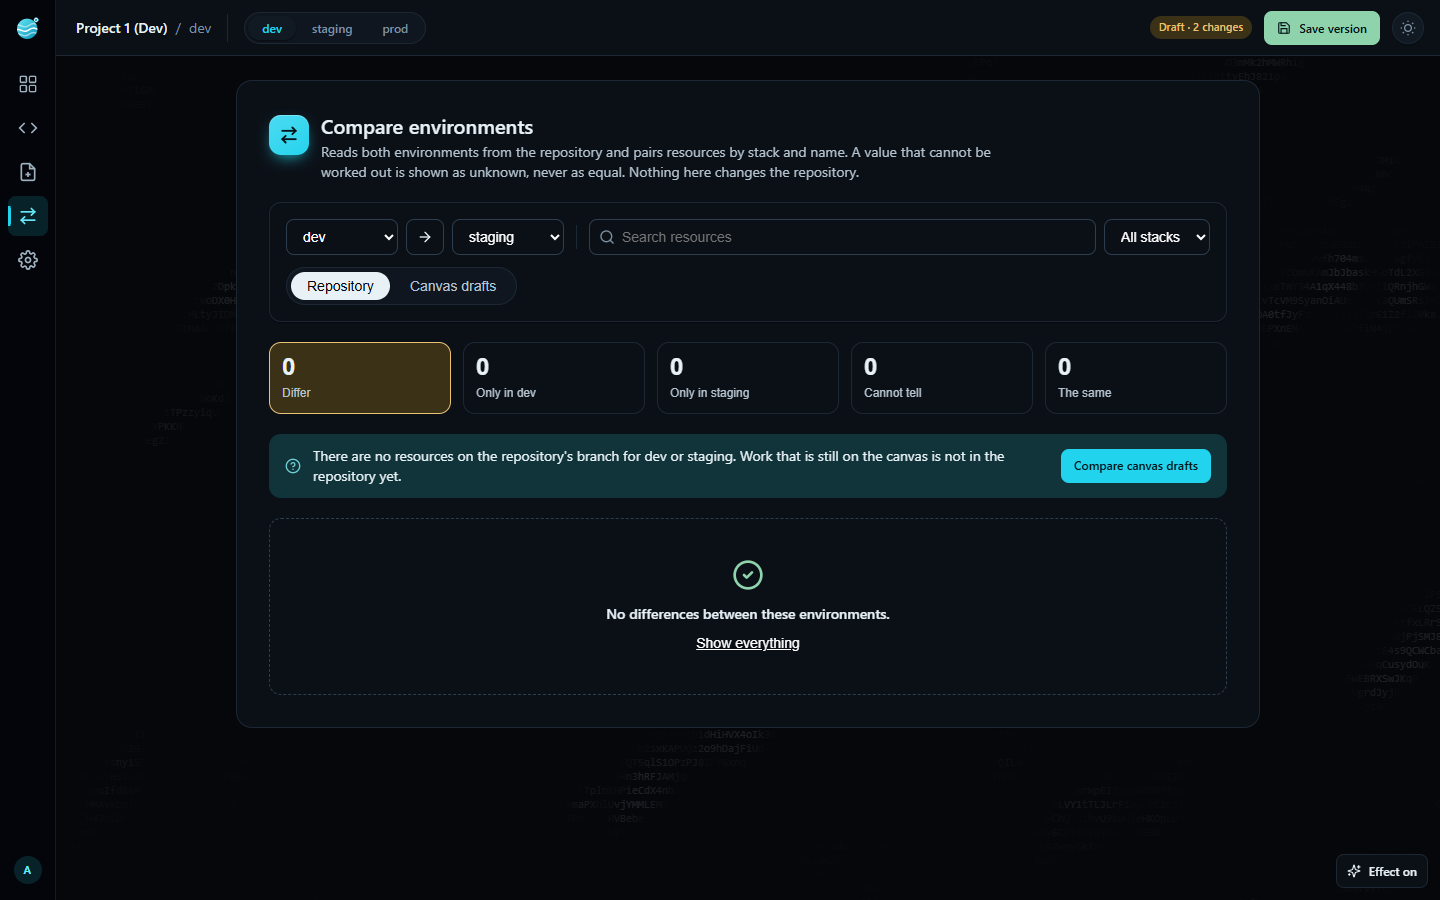 Project 1 (Dev) / dev
dev staging prod
Draft · 2 changes
Save version
Compare environments
Reads both environments from the repository and pairs resources by stack and name. A value that cannot be
worked out is shown as unknown, never as equal. Nothing here changes the repository.
dev
staging
Search resources
All stacks
Repository
Canvas drafts
0
Differ
0
Only in dev
0
Only in staging
0
Cannot tell
0
The same
There are no resources on the repository's branch for dev or staging. Work that is still on the canvas is not in the
repository yet.
Compare canvas drafts
No differences between these environments.
Show everything
A
Effect on